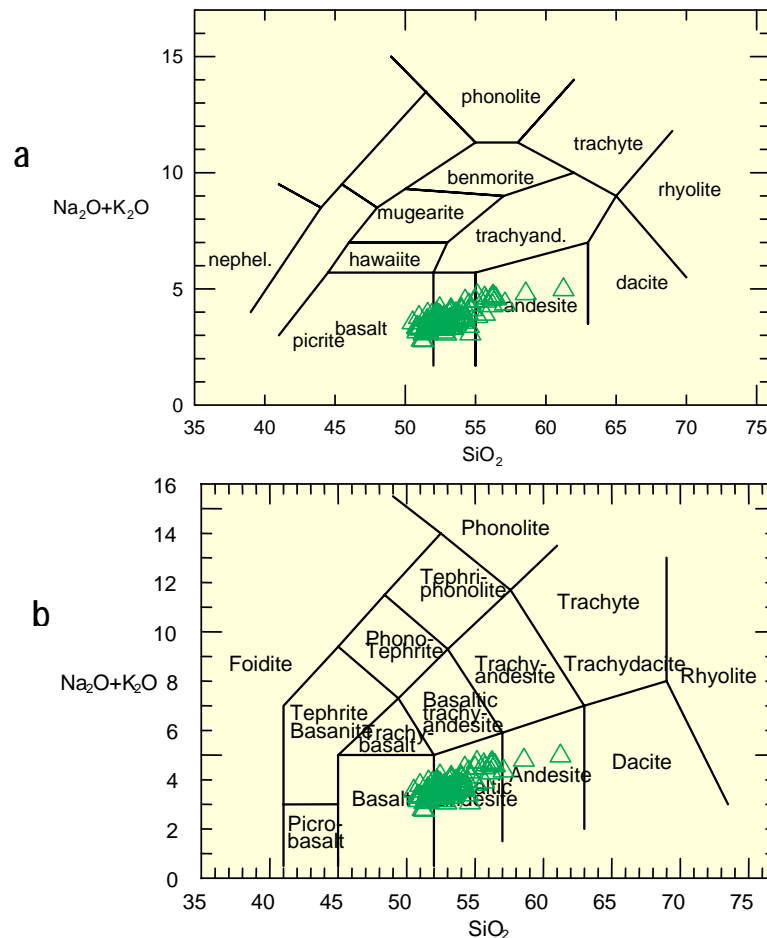 a
Na₂O+K₂O
15
10
5
0
phonolite
trachyte
benmorite
rhyolite
mugearite
trachyand.
nephel.
hawaiite
dacite
andesite
basalt
picrite
35 40 45 50 55 60 65 70 75
SiO₂
b
Na₂O+K₂O
16
14
12
10
8
6
4
2
0
Phonolite
Tephri-
phonolite
Trachyte
Phono-
Tephrite
Foidite
Trachy-
andesite
Trachydacite
Rhyolite
Basaltic
trachy-
andesite
Tephrite
Basanite
Trachy-
basalt
Dacite
Andesite
Basalt
andesite
Picro-
basalt
35 40 45 50 55 60 65 70 75
SiO₂